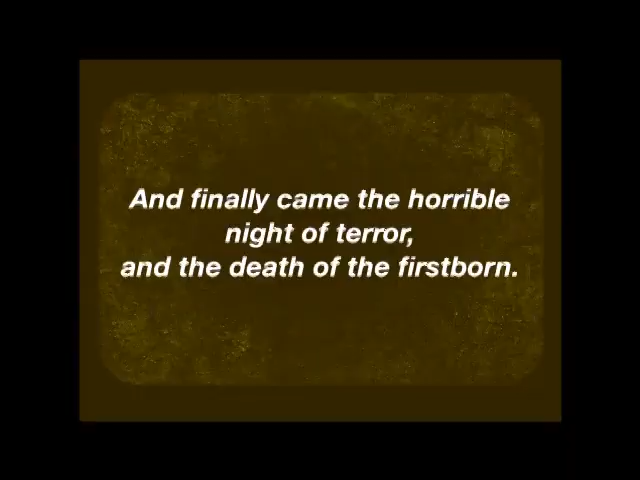 And finally came the horrible
night of terror,
and the death of the firstborn.